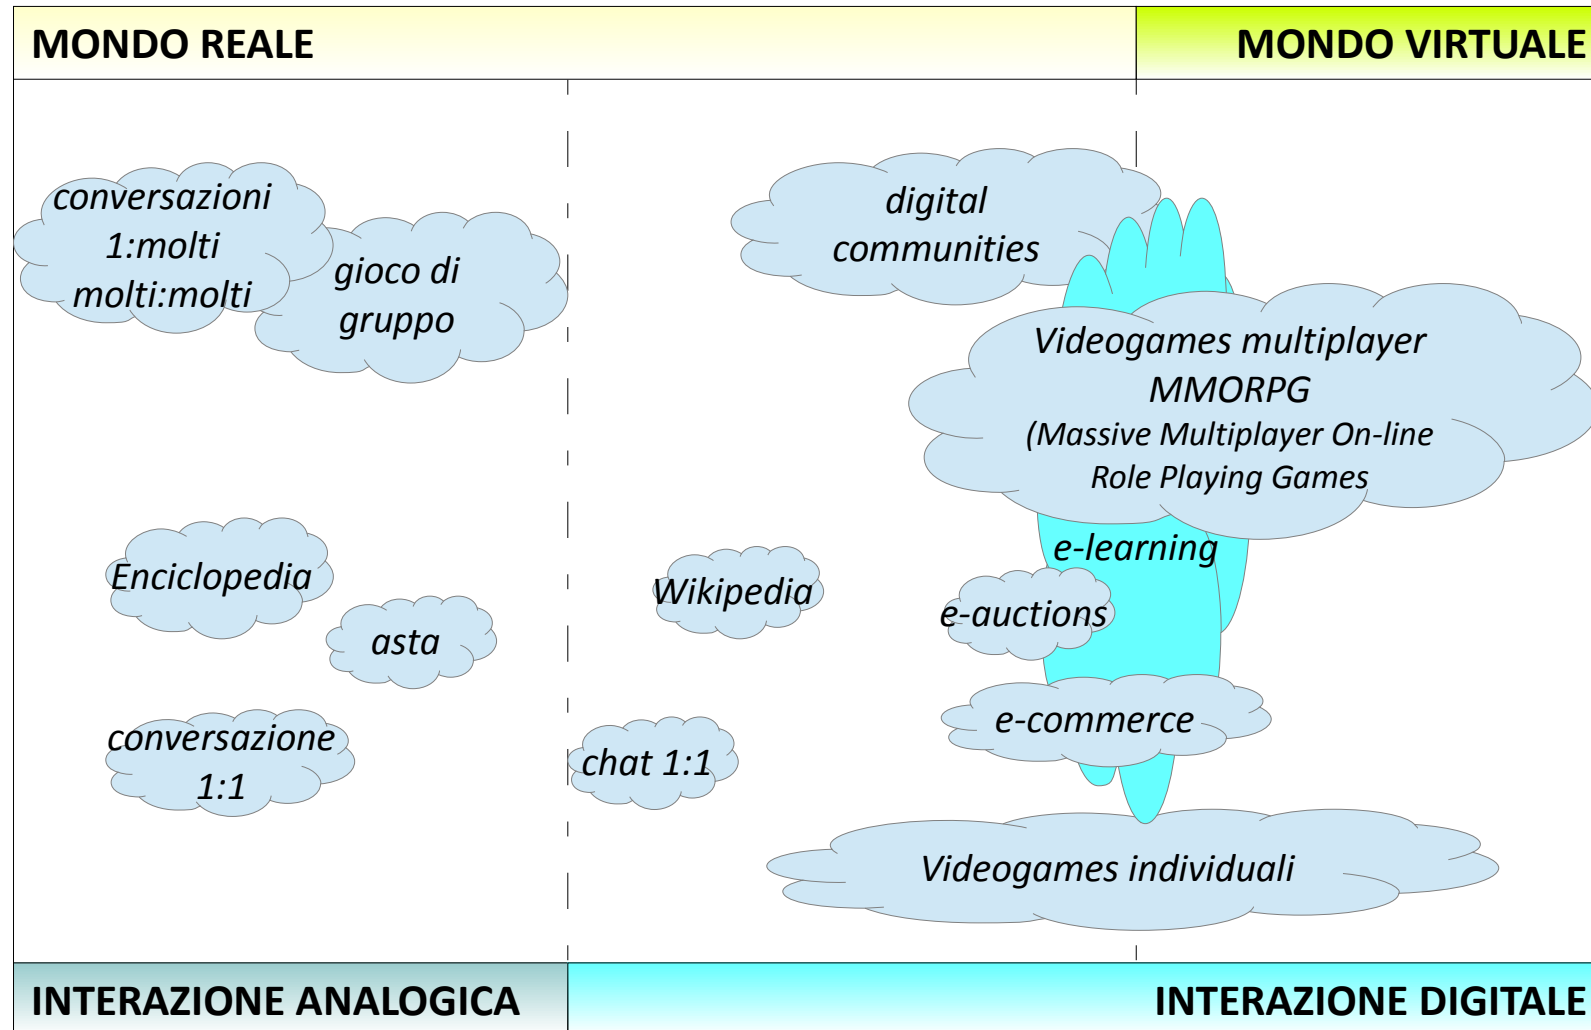 MONDO REALE
MONDO VIRTUALE
conversazioni
1:molti
molti:molti
gioco di
gruppo
digital
communities
Videogames multiplayer
MMORPG
(Massive Multiplayer On-line
Role Playing Games
e-learning
Enciclopedia
asta
Wikipedia
e-auctions
e-commerce
conversazione
1:1
chat 1:1
Videogames individuali
INTERAZIONE ANALOGICA
INTERAZIONE DIGITALE